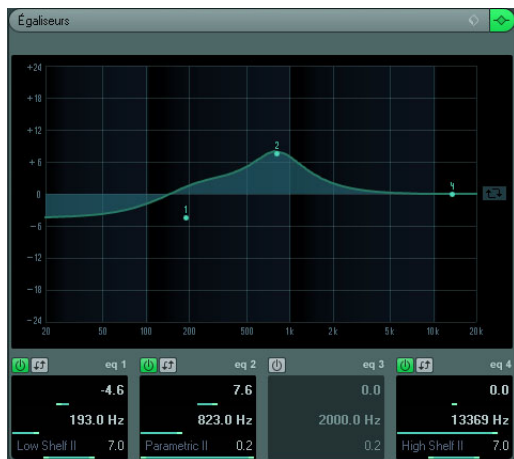 Égaliseurs
+24
+18
+12
+6
0
-6
-12
-18
-24
20 50 100 200 500 1k 2k 5k 10k 20k
1
2
4
eq 1 eq 2 eq 3 eq 4
-4.6 7.6 0.0 0.0
193.0 Hz 823.0 Hz 2000.0 Hz 13369 Hz
Low Shelf II 7.0 Parametric II 0.2 0.2 High Shelf II 7.0